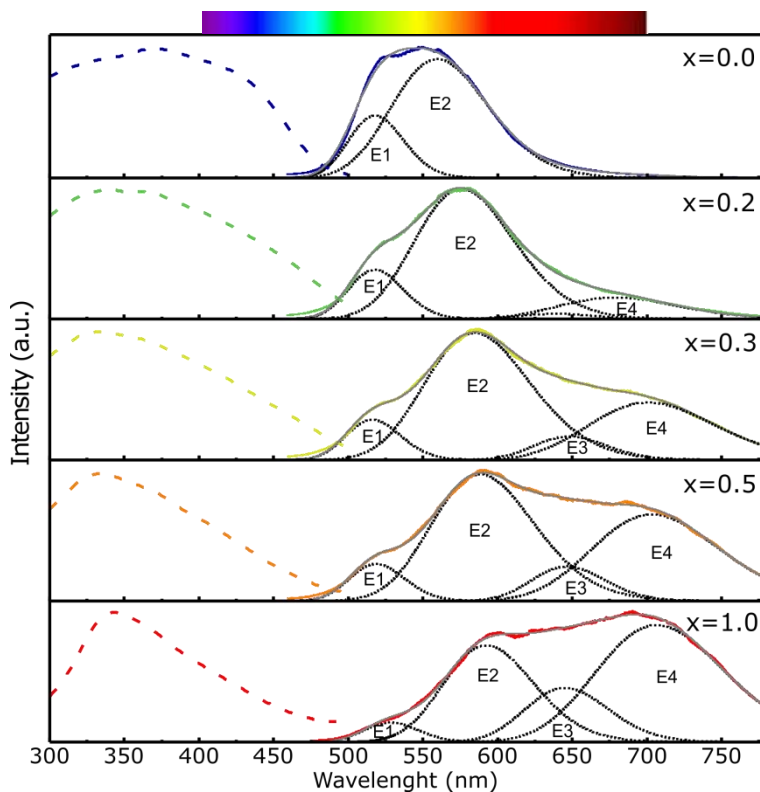 x=0.0
E2
E1
x=0.2
E2
E1
E4
x=0.3
E2
E1
E4
E3
x=0.5
E2
E4
E1
E3
x=1.0
E2
E4
E1
E3
Intensity (a.u.)
300 350 400 450 500 550 600 650 700 750
Wavelenght (nm)